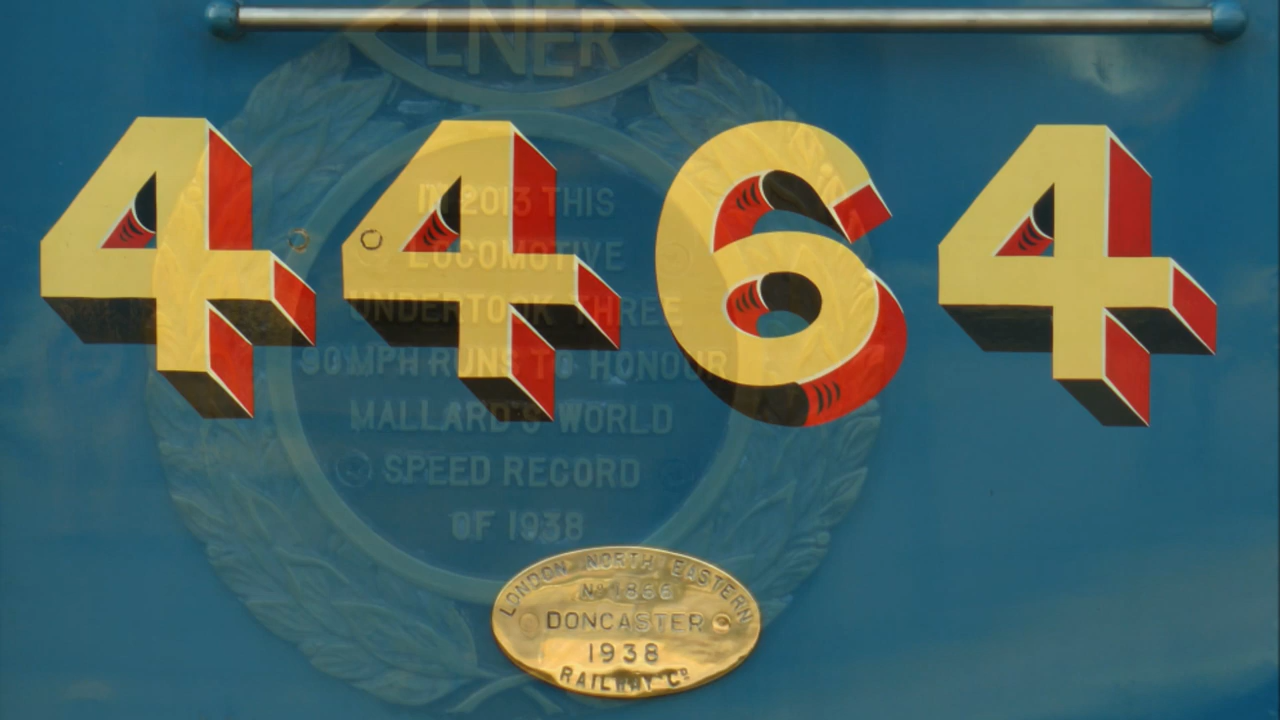 LNER
4464
IN 2013 THIS
LOCOMOTIVE
UNDERTOOK THREE
90MPH RUNS TO HONOUR
MALLARD'S WORLD
SPEED RECORD
OF 1938
LONDON NORTH EASTERN
Nº 1866
DONCASTER
1938
RAILWAY Cº